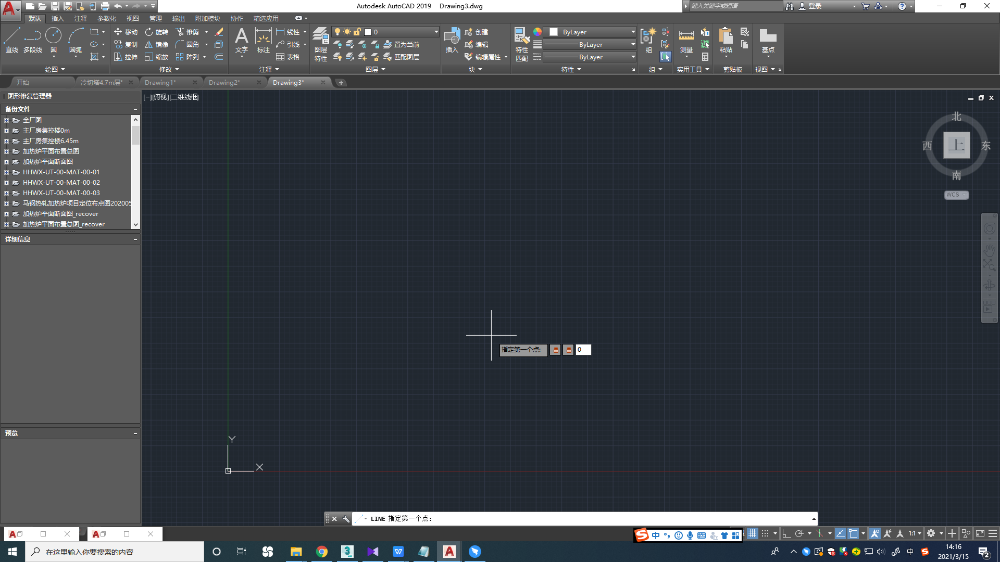 Autodesk AutoCAD 2019 Drawing3.dwg
键入关键字或短语
登录
默认 插入 注释 参数化 视图 管理 输出 附加模块 协作 精选应用
直线 多段线 圆 圆弧
移动 旋转 修剪
复制 镜像 圆角
拉伸 缩放 阵列
文字 标注
线性
引线
表格
图层
特性
0
置为当前
匹配图层
插入
创建
编辑
编辑属性
特性
匹配
ByLayer
ByLayer
ByLayer
组
测量
粘贴
基点
绘图 修改 注释 图层 块 特性 组 实用工具 剪贴板 视图
开始 冷切塔4.7m层* Drawing1* Drawing2* Drawing3*
图形修复管理器
备份文件
全厂图
主厂房集控楼0m
主厂房集控楼6.45m
加热炉平面布置总图
加热炉平面断面图
HHWX-UT-00-MAT-00-01
HHWX-UT-00-MAT-00-02
HHWX-UT-00-MAT-00-03
马钢热轧加热炉项目定位布点图202005
加热炉平面断面图_recover
加热炉平面布置总图_recover
详细信息
预览
[−][俯视][二维线框]
北
西 上 东
南
WCS
指定第一个点: 0
Y
X
LINE 指定第一个点:
中
1:1
在这里输入你要搜索的内容
中
14:16
2021/3/15
2